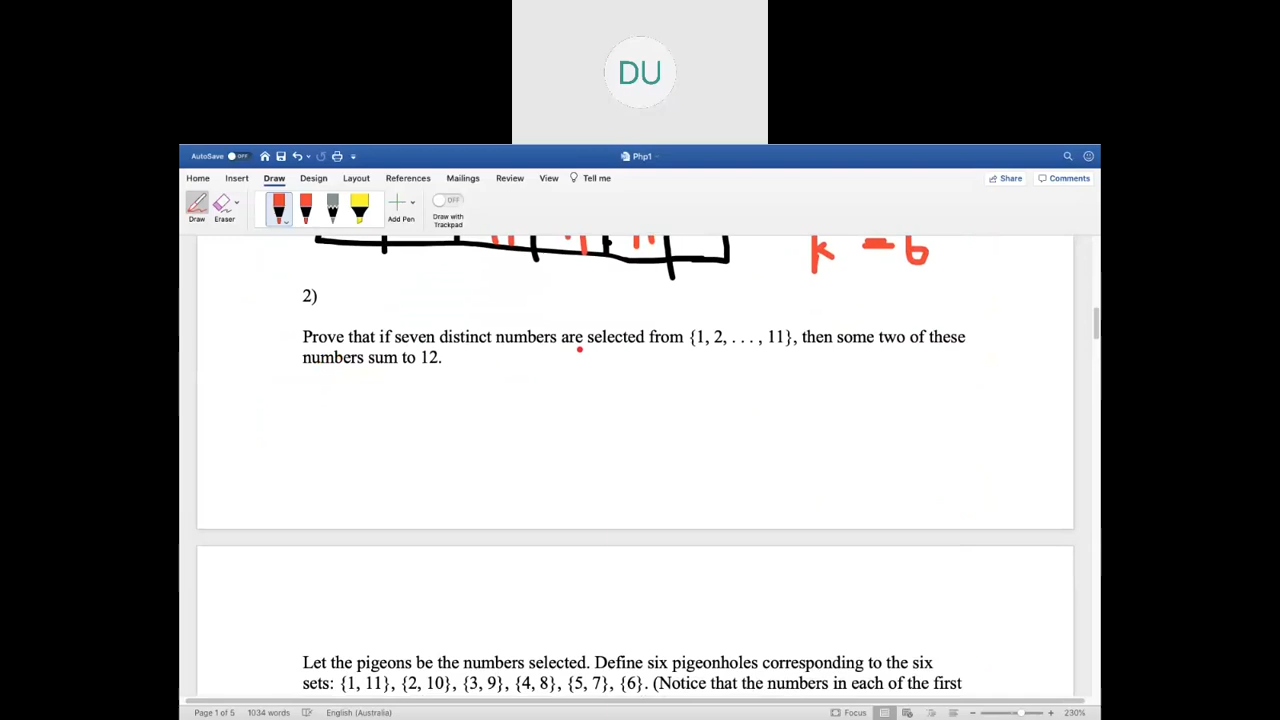 DU
AutoSave OFF
Php1
Home Insert Draw Design Layout References Mailings Review View Tell me
Share Comments
Draw Eraser Add Pen OFF Draw with Trackpad
k = 6
2)
Prove that if seven distinct numbers are selected from {1, 2, . . . , 11}, then some two of these
numbers sum to 12.
Let the pigeons be the numbers selected. Define six pigeonholes corresponding to the six
sets: {1, 11}, {2, 10}, {3, 9}, {4, 8}, {5, 7}, {6}. (Notice that the numbers in each of the first
Page 1 of 5 1034 words English (Australia) Focus 230%